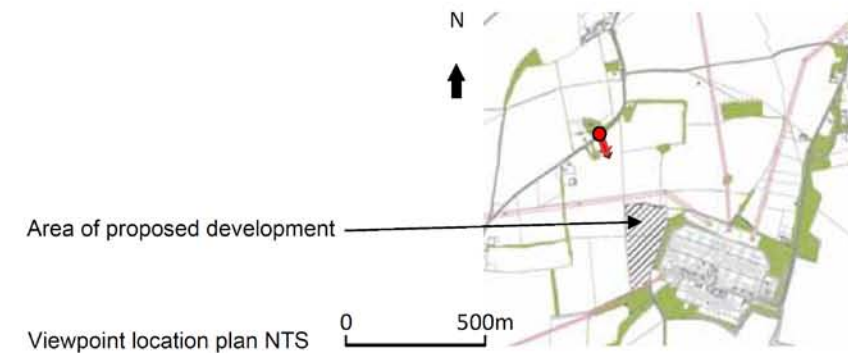 N
Area of proposed development
0 500m
Viewpoint location plan NTS